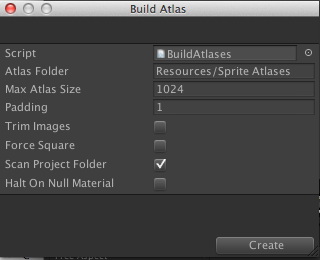 Build Atlas
Script BuildAtlases
Atlas Folder Resources/Sprite Atlases
Max Atlas Size 1024
Padding 1
Trim Images
Force Square
Scan Project Folder
Halt On Null Material
Create